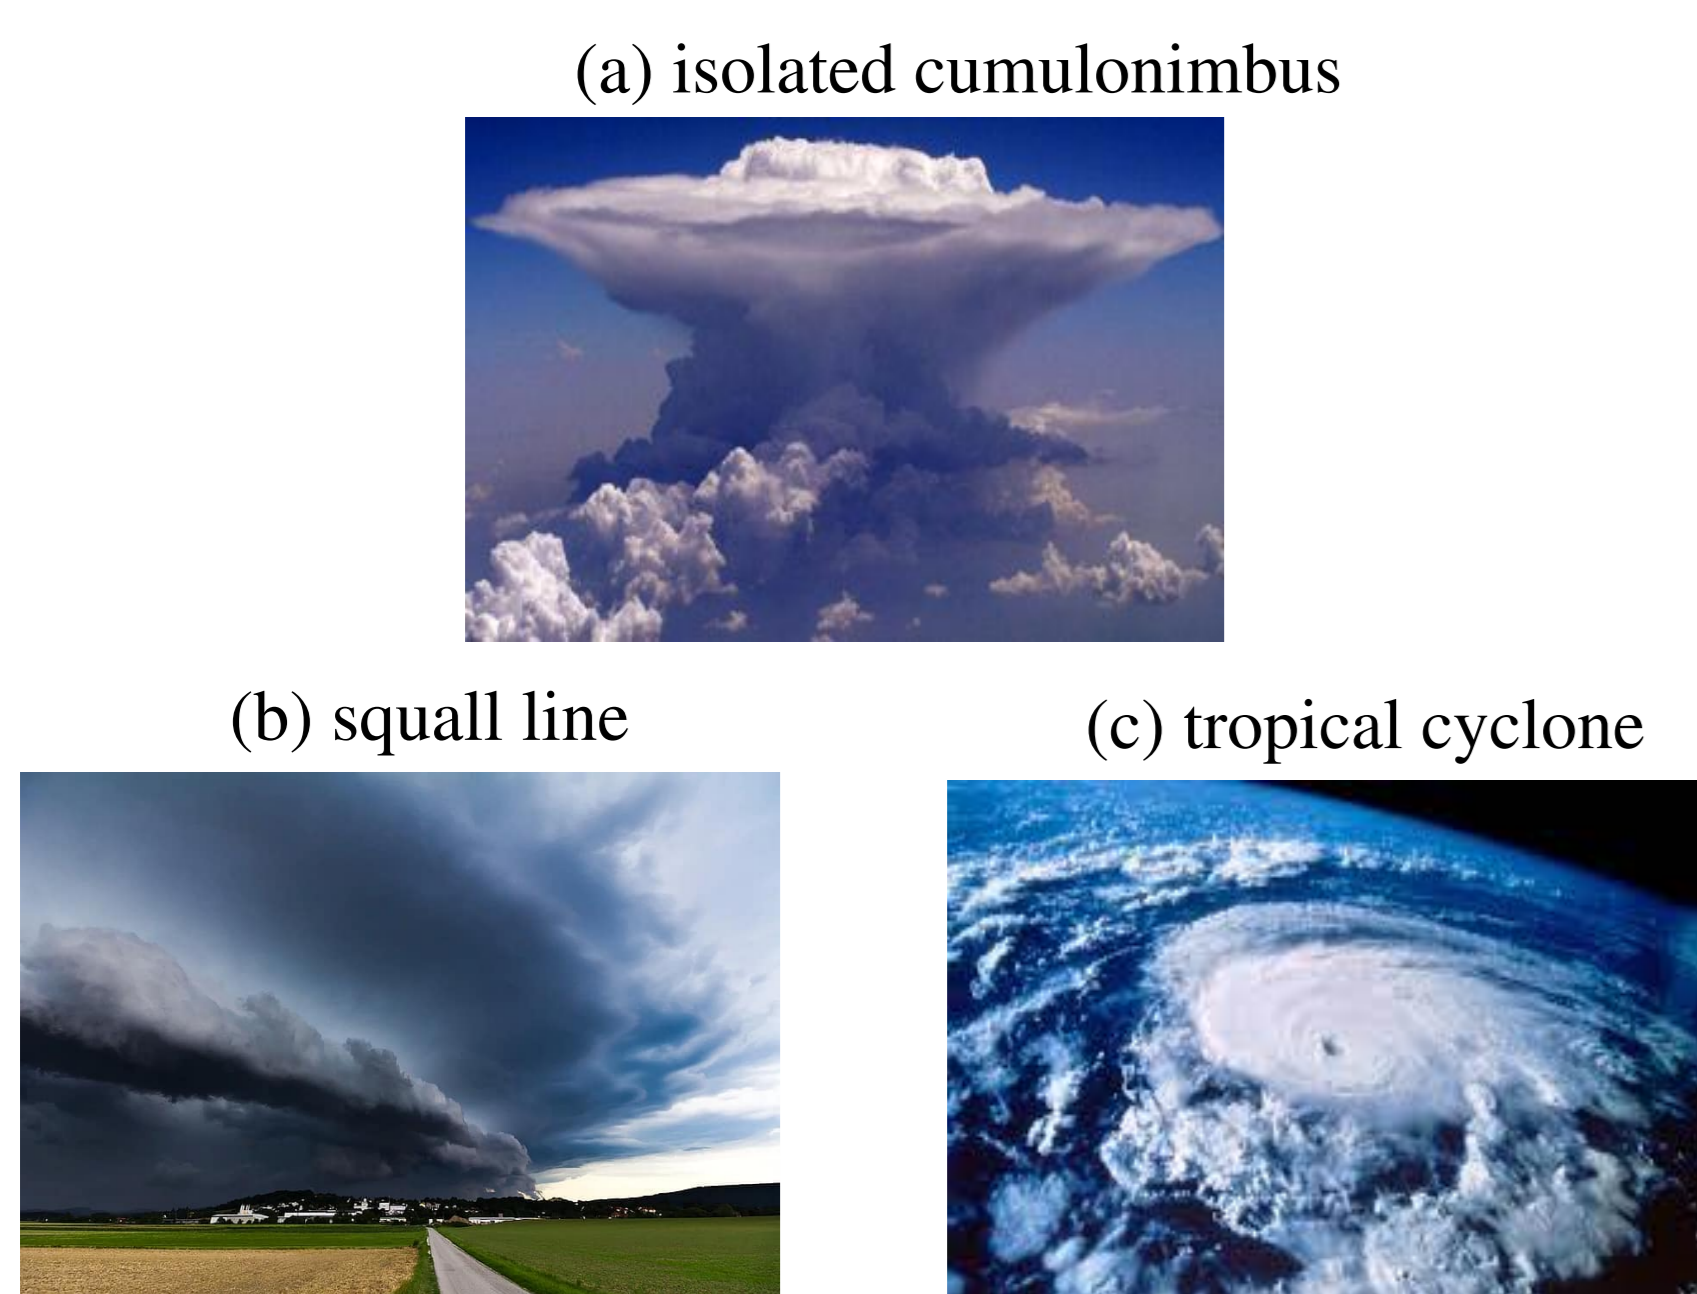 (a) isolated cumulonimbus
(b) squall line
(c) tropical cyclone